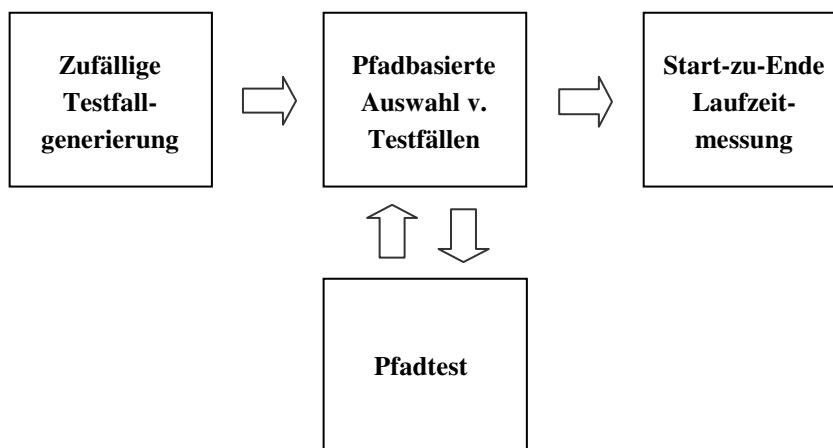 Zufällige
Testfall-
generierung
Pfadbasierte
Auswahl v.
Testfällen
Start-zu-Ende
Laufzeit-
messung
Pfadtest